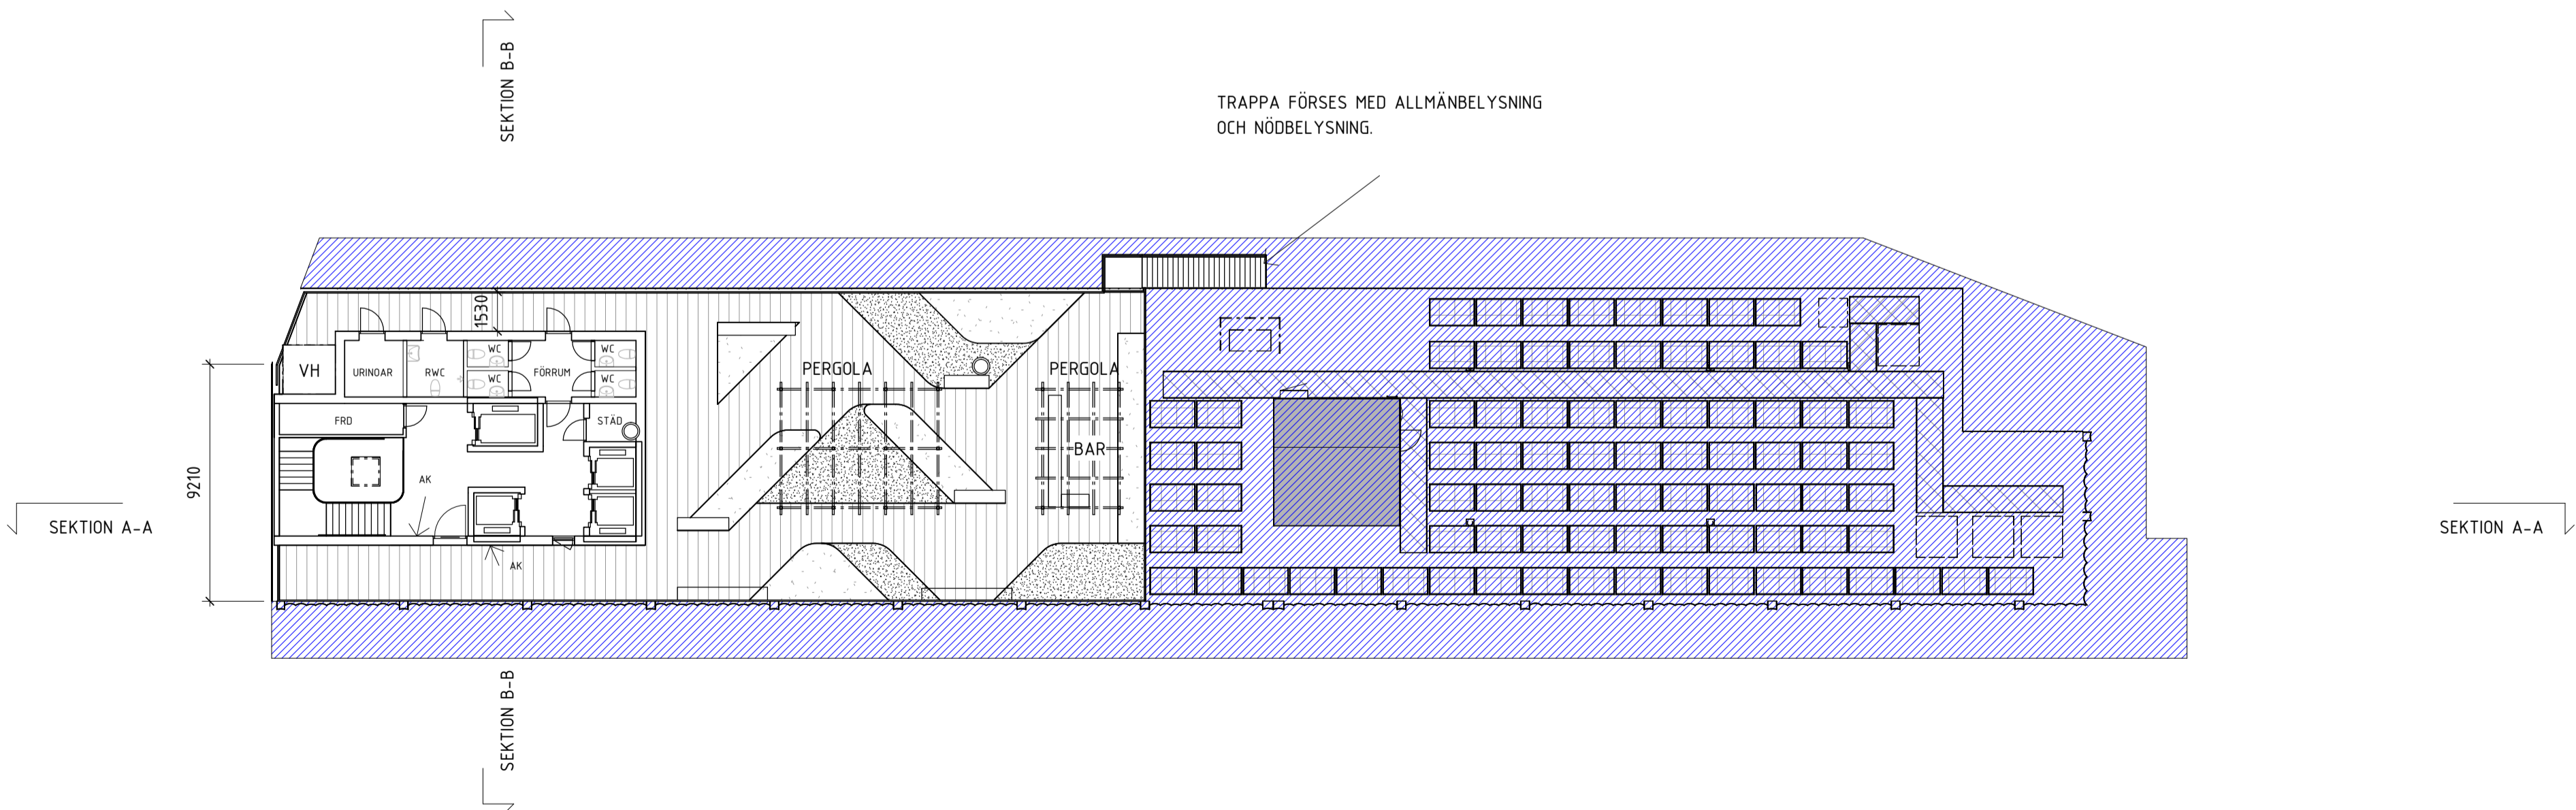 SEKTION B-B
TRAPPA FÖRSES MED ALLMÄNBELYSNING
OCH NÖDBELYSNING.
1530
VH
URINOAR
RWC
WC
WC
FÖRRUM
WC
WC
PERGOLA
PERGOLA
FRD
STÄD
BAR
AK
9210
SEKTION A-A
SEKTION A-A
AK
SEKTION B-B